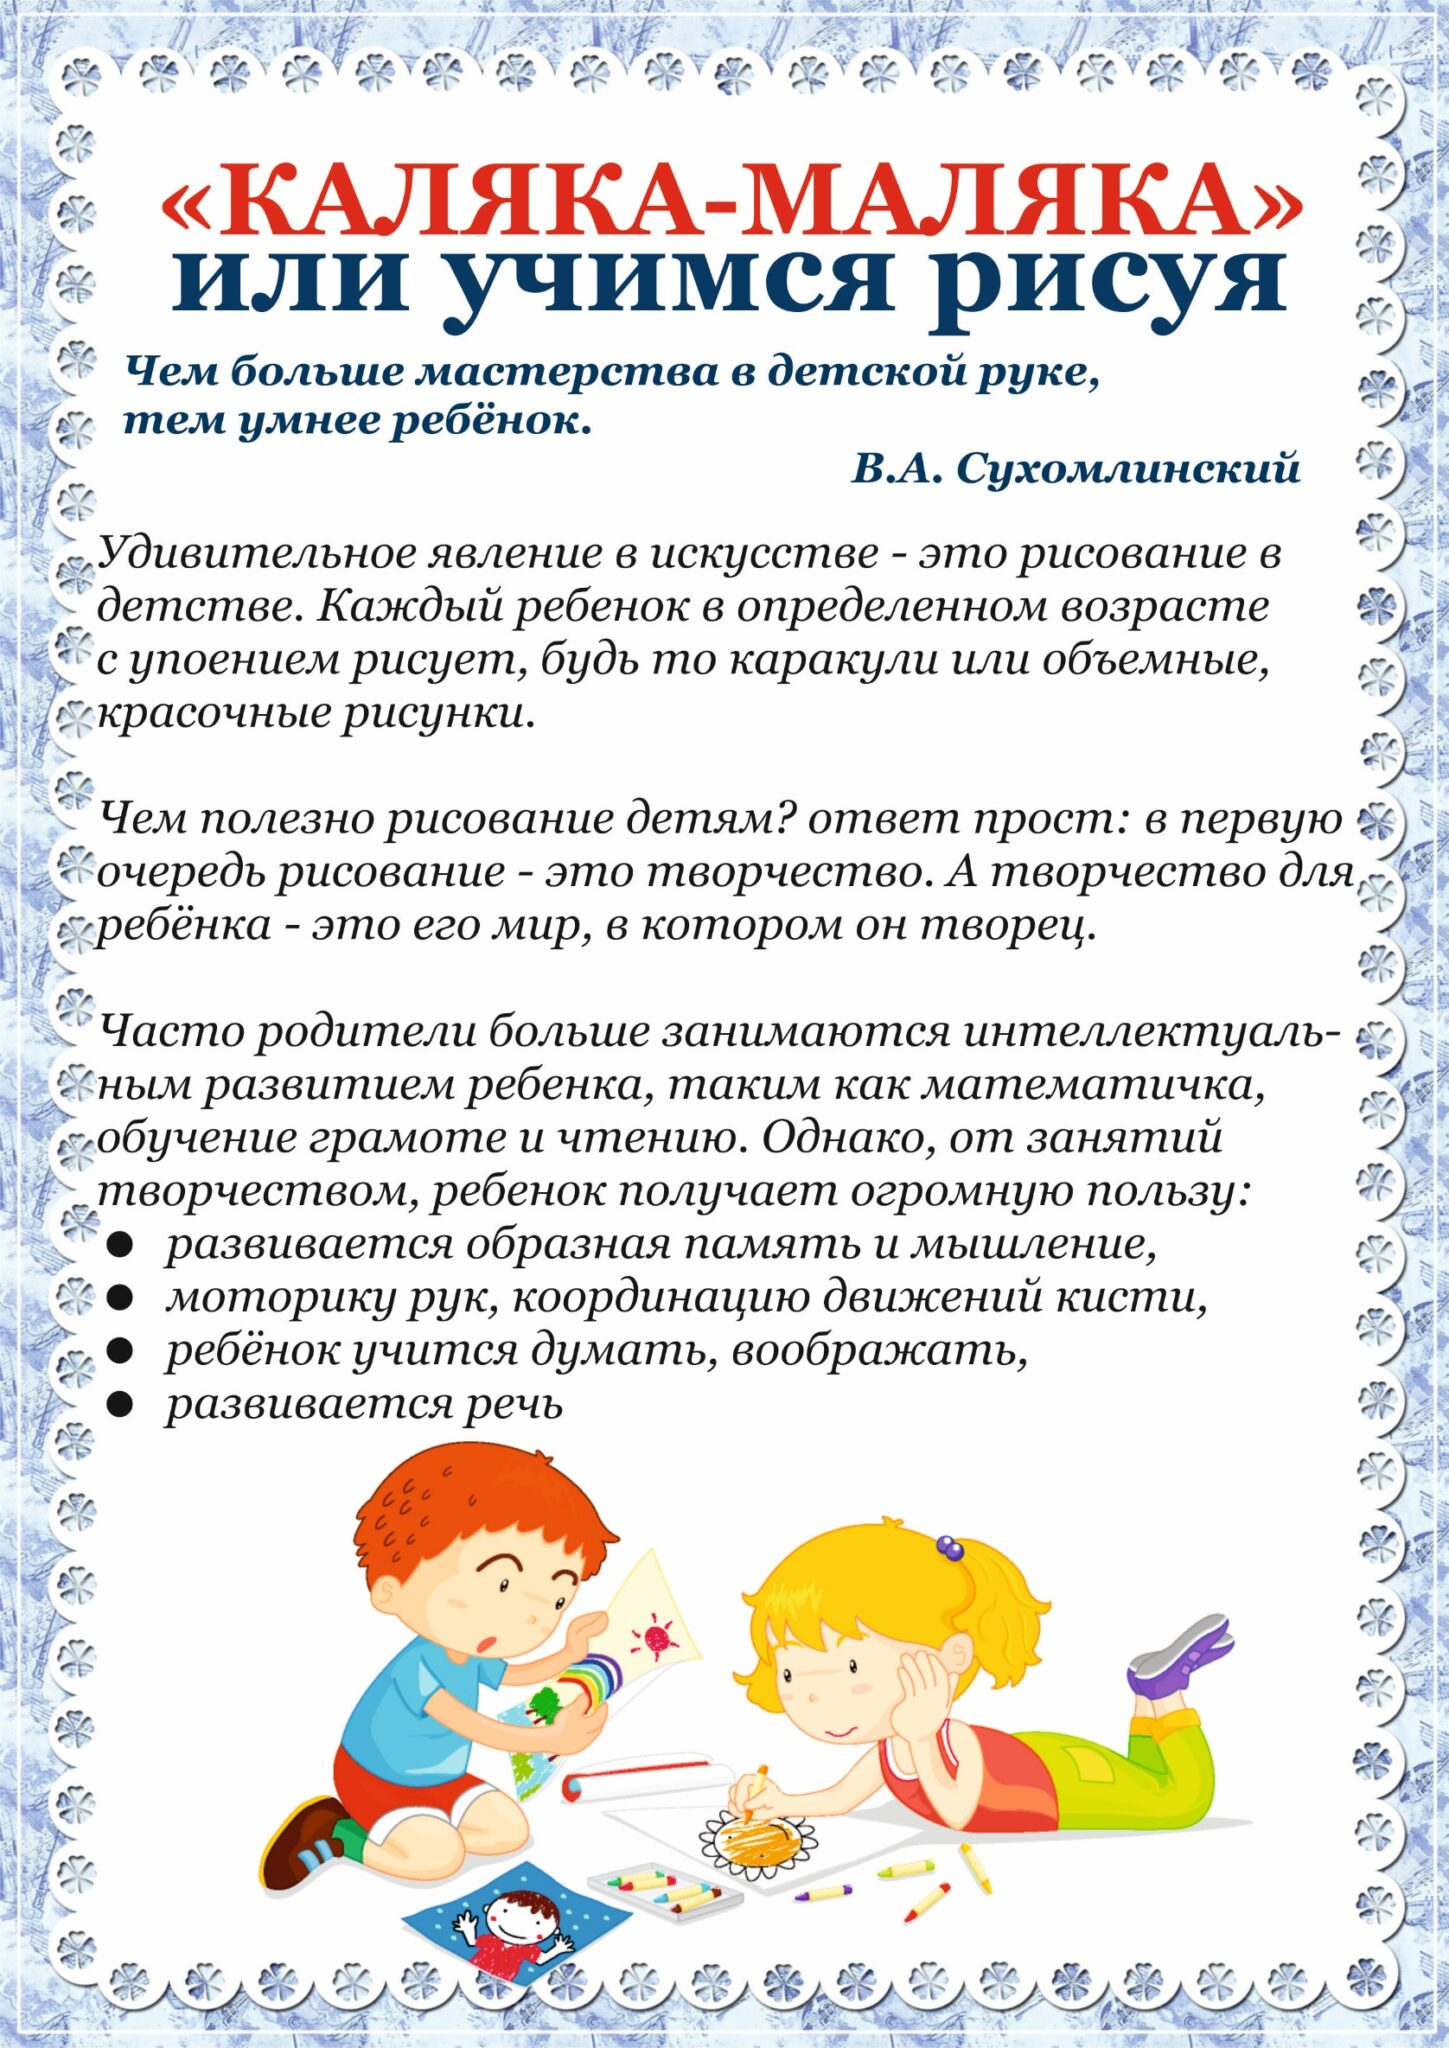 «КАЛЯКА-МАЛЯКА»
или учимся рисуя
Чем больше мастерства в детской руке,
тем умнее ребёнок.
В.А. Сухомлинский
Удивительное явление в искусстве - это рисование в
детстве. Каждый ребенок в определенном возрасте
с упоением рисует, будь то каракули или объемные,
красочные рисунки.
Чем полезно рисование детям? ответ прост: в первую
очередь рисование - это творчество. А творчество для
ребёнка - это его мир, в котором он творец.
Часто родители больше занимаются интеллектуаль-
ным развитием ребенка, таким как математичка,
обучение грамоте и чтению. Однако, от занятий
творчеством, ребенок получает огромную пользу:
● развивается образная память и мышление,
● моторику рук, координацию движений кисти,
● ребёнок учится думать, воображать,
● развивается речь